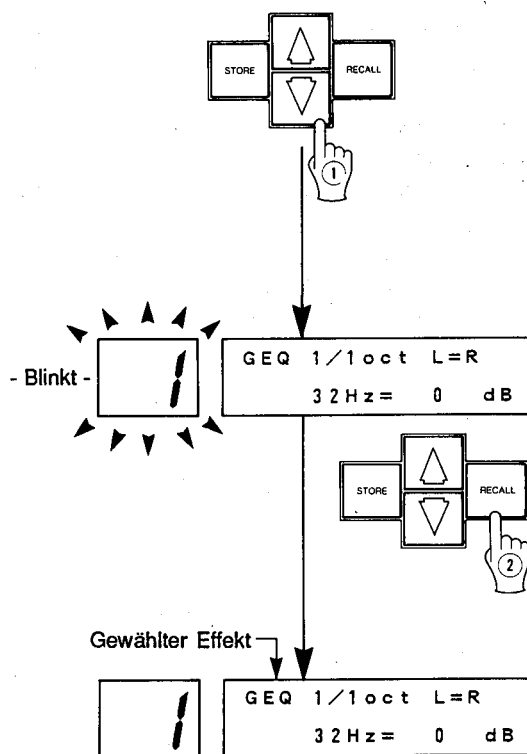 STORE
RECALL
1
- Blinkt -
1
GEQ 1/1oct L=R
32Hz= 0 dB
STORE
RECALL
2
Gewählter Effekt
1
GEQ 1/1oct L=R
32Hz= 0 dB